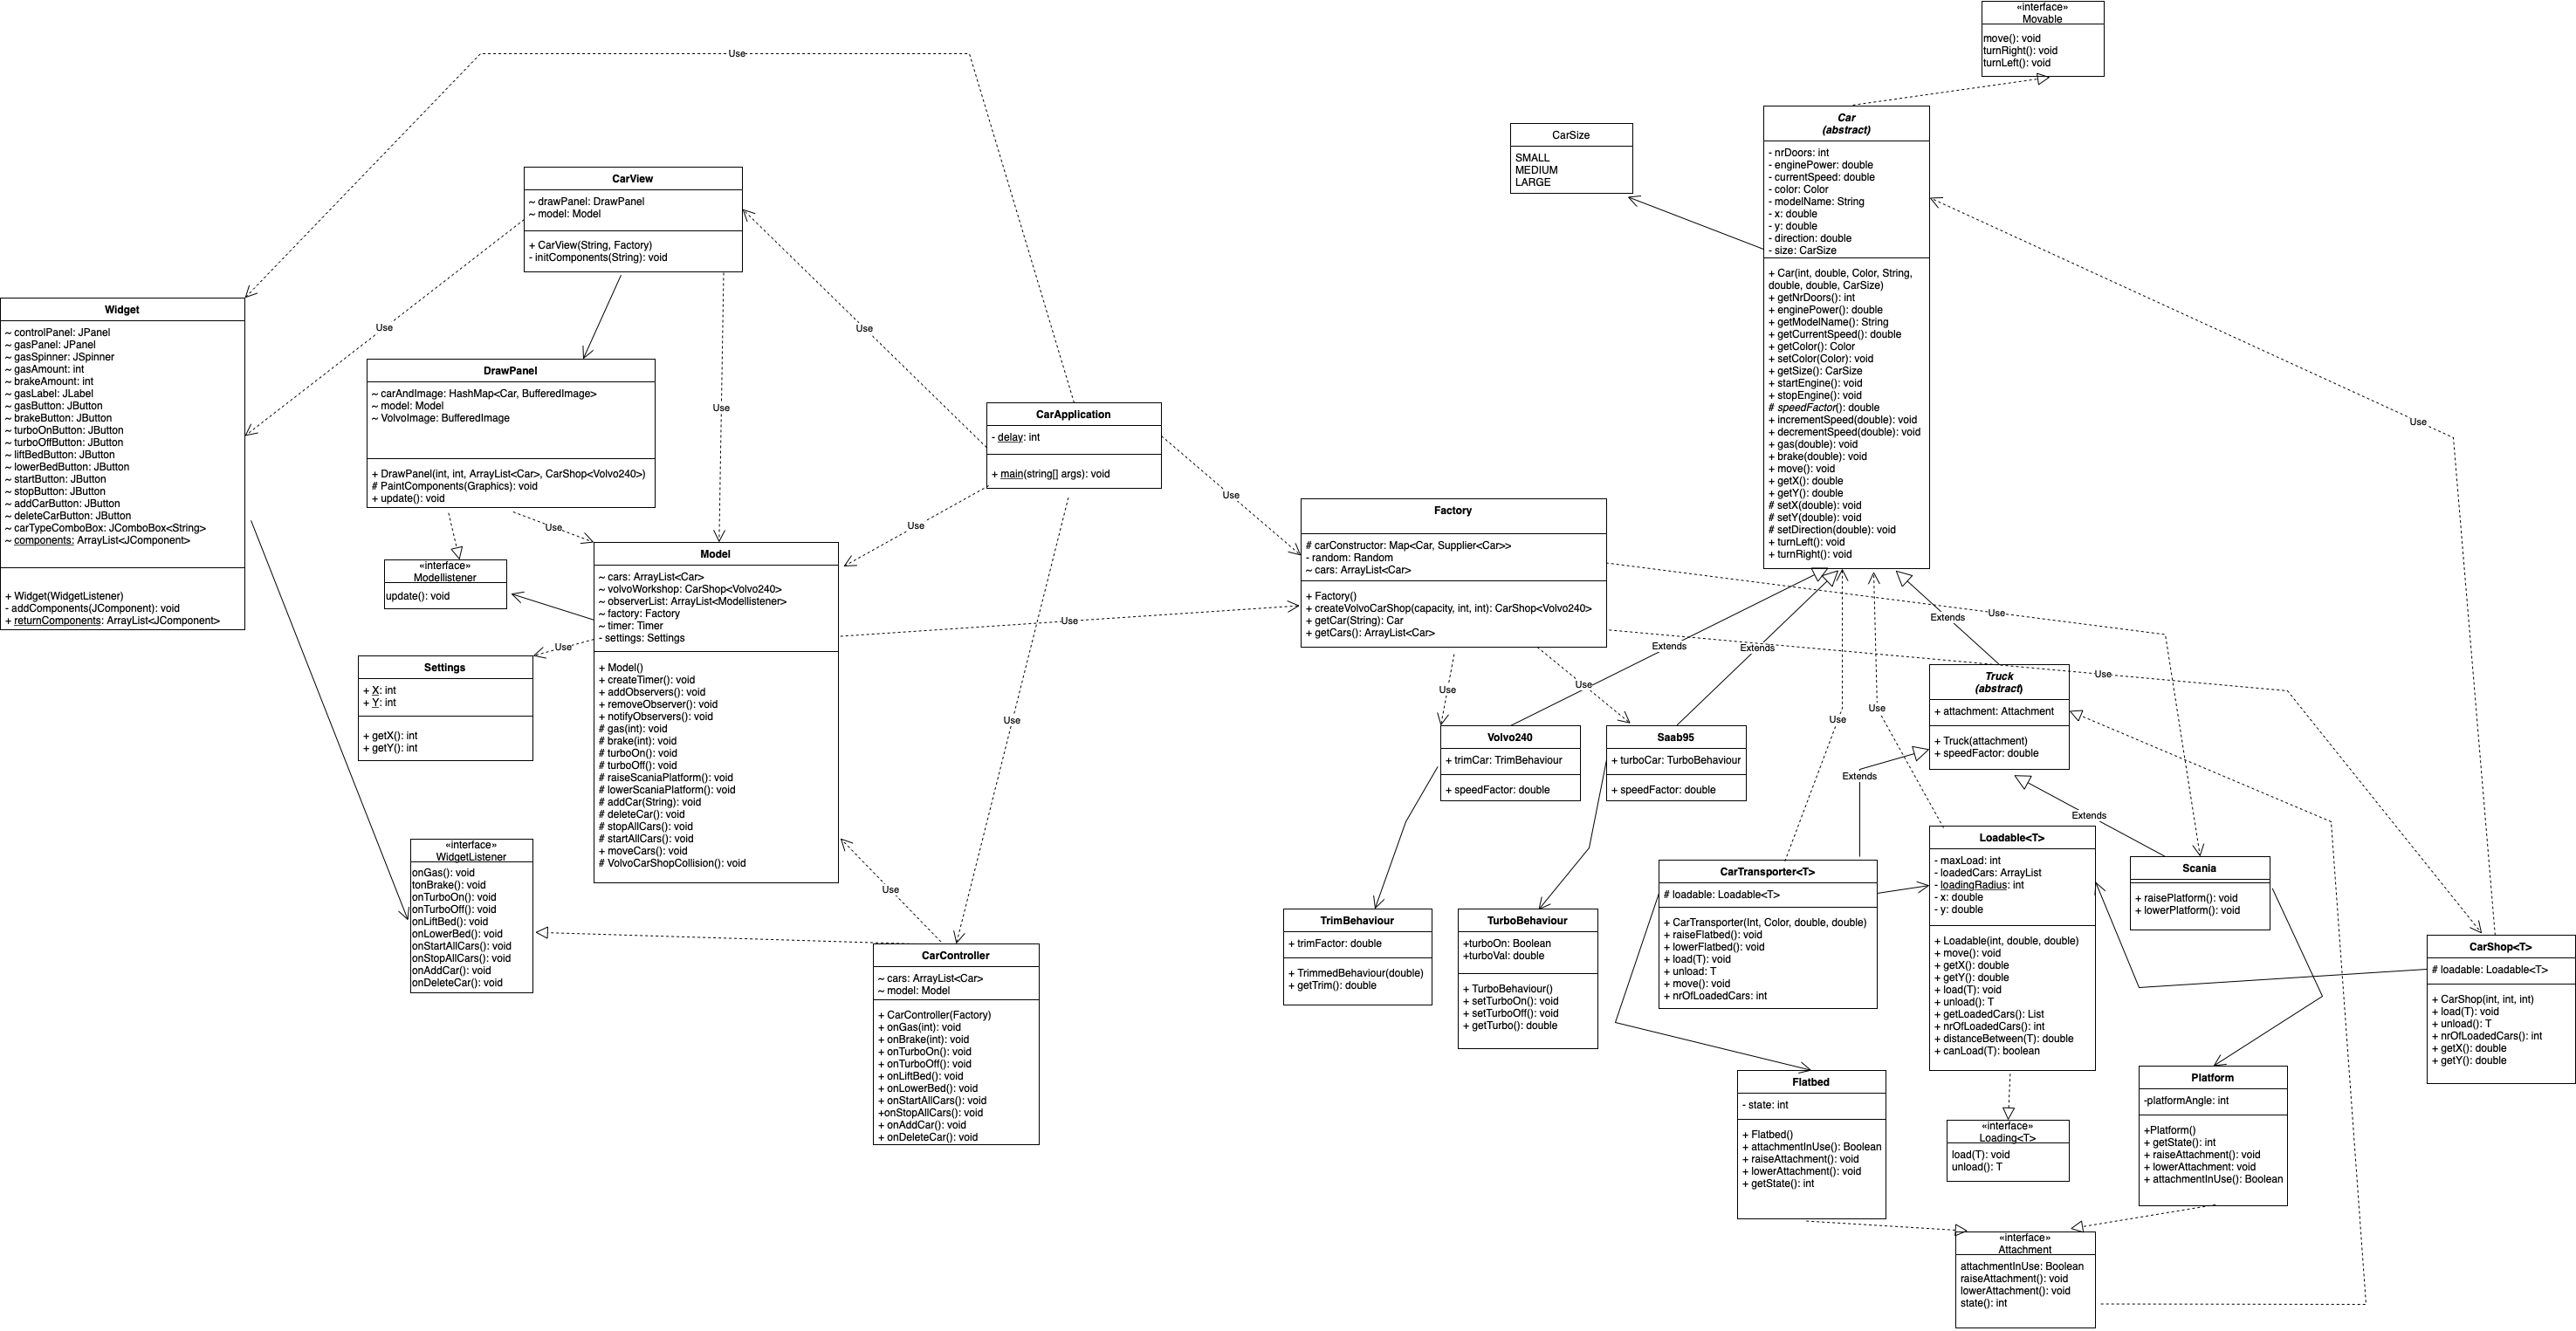 «interface»
Movable
move(): void
turnRight(): void
turnLeft(): void
Use
Car
(abstract)
- nrDoors: int
- enginePower: double
- currentSpeed: double
- color: Color
- modelName: String
- x: double
- y: double
- direction: double
- size: CarSize
+ Car(int, double, Color, String,
double, double, CarSize)
+ getNrDoors(): int
+ enginePower(): double
+ getModelName(): String
+ getCurrentSpeed(): double
+ getColor(): Color
+ setColor(Color): void
+ getSize(): CarSize
+ startEngine(): void
+ stopEngine(): void
# speedFactor(): double
+ incrementSpeed(double): void
+ decrementSpeed(double): void
+ gas(double): void
+ brake(double): void
+ move(): void
+ getX(): double
+ getY(): double
# setX(double): void
# setY(double): void
# setDirection(double): void
+ turnLeft(): void
+ turnRight(): void
CarSize
SMALL
MEDIUM
LARGE
CarView
~ drawPanel: DrawPanel
~ model: Model
+ CarView(String, Factory)
- initComponents(String): void
Widget
~ controlPanel: JPanel
~ gasPanel: JPanel
~ gasSpinner: JSpinner
~ gasAmount: int
~ brakeAmount: int
~ gasLabel: JLabel
~ gasButton: JButton
~ brakeButton: JButton
~ turboOnButton: JButton
~ turboOffButton: JButton
~ liftBedButton: JButton
~ lowerBedButton: JButton
~ startButton: JButton
~ stopButton: JButton
~ addCarButton: JButton
~ deleteCarButton: JButton
~ carTypeComboBox: JComboBox<String>
~ components: ArrayList<JComponent>
+ Widget(WidgetListener)
- addComponents(JComponent): void
+ returnComponents: ArrayList<JComponent>
Use
Use
Use
Use
DrawPanel
~ carAndImage: HashMap<Car, BufferedImage>
~ model: Model
~ VolvoImage: BufferedImage
+ DrawPanel(int, int, ArrayList<Car>, CarShop<Volvo240>)
# PaintComponents(Graphics): void
+ update(): void
CarApplication
- delay: int
+ main(string[] args): void
Use
Use
Use
«interface»
Modellistener
update(): void
Model
~ cars: ArrayList<Car>
~ volvoWorkshop: CarShop<Volvo240>
~ observerList: ArrayList<Modellistener>
~ factory: Factory
~ timer: Timer
- settings: Settings
+ Model()
+ createTimer(): void
+ addObservers(): void
+ removeObserver(): void
+ notifyObservers(): void
# gas(int): void
# brake(int): void
# turboOn(): void
# turboOff(): void
# raiseScaniaPlatform(): void
# lowerScaniaPlatform(): void
# addCar(String): void
# deleteCar(): void
# stopAllCars(): void
# startAllCars(): void
+ moveCars(): void
# VolvoCarShopCollision(): void
Use
Settings
+ X: int
+ Y: int
+ getX(): int
+ getY(): int
Use
Factory
# carConstructor: Map<Car, Supplier<Car>>
- random: Random
~ cars: ArrayList<Car>
+ Factory()
+ createVolvoCarShop(capacity, int, int): CarShop<Volvo240>
+ getCar(String): Car
+ getCars(): ArrayList<Car>
Use
Extends
Extends
Extends
Use
Use
Use
Use
Use
Use
Truck
(abstract)
+ attachment: Attachment
+ Truck(attachment)
+ speedFactor: double
Volvo240
+ trimCar: TrimBehaviour
+ speedFactor: double
Saab95
+ turboCar: TurboBehaviour
+ speedFactor: double
Extends
Extends
«interface»
WidgetListener
onGas(): void
tonBrake(): void
onTurboOn(): void
onTurboOff(): void
onLiftBed(): void
onLowerBed(): void
onStartAllCars(): void
onStopAllCars(): void
onAddCar(): void
onDeleteCar(): void
Use
Use
CarController
~ cars: ArrayList<Car>
~ model: Model
+ CarController(Factory)
+ onGas(int): void
+ onBrake(int): void
+ onTurboOn(): void
+ onTurboOff(): void
+ onLiftBed(): void
+ onLowerBed(): void
+ onStartAllCars(): void
+onStopAllCars(): void
+ onAddCar(): void
+ onDeleteCar(): void
TrimBehaviour
+ trimFactor: double
+ TrimmedBehaviour(double)
+ getTrim(): double
TurboBehaviour
+turboOn: Boolean
+turboVal: double
+ TurboBehaviour()
+ setTurboOn(): void
+ setTurboOff(): void
+ getTurbo(): double
CarTransporter<T>
# loadable: Loadable<T>
+ CarTransporter(Int, Color, double, double)
+ raiseFlatbed(): void
+ lowerFlatbed(): void
+ load(T): void
+ unload: T
+ move(): void
+ nrOfLoadedCars: int
Loadable<T>
- maxLoad: int
- loadedCars: ArrayList
- loadingRadius: int
- x: double
- y: double
+ Loadable(int, double, double)
+ move(): void
+ getX(): double
+ getY(): double
+ load(T): void
+ unload(): T
+ getLoadedCars(): List
+ nrOfLoadedCars(): int
+ distanceBetween(T): double
+ canLoad(T): boolean
Scania
+ raisePlatform(): void
+ lowerPlatform(): void
CarShop<T>
# loadable: Loadable<T>
+ CarShop(int, int, int)
+ load(T): void
+ unload(): T
+ nrOfLoadedCars(): int
+ getX(): double
+ getY(): double
Flatbed
- state: int
+ Flatbed()
+ attachmentInUse(): Boolean
+ raiseAttachment(): void
+ lowerAttachment(): void
+ getState(): int
«interface»
Loading<T>
load(T): void
unload(): T
Platform
-platformAngle: int
+Platform()
+ getState(): int
+ raiseAttachment(): void
+ lowerAttachment: void
+ attachmentInUse(): Boolean
«interface»
Attachment
attachmentInUse: Boolean
raiseAttachment(): void
lowerAttachment(): void
state(): int